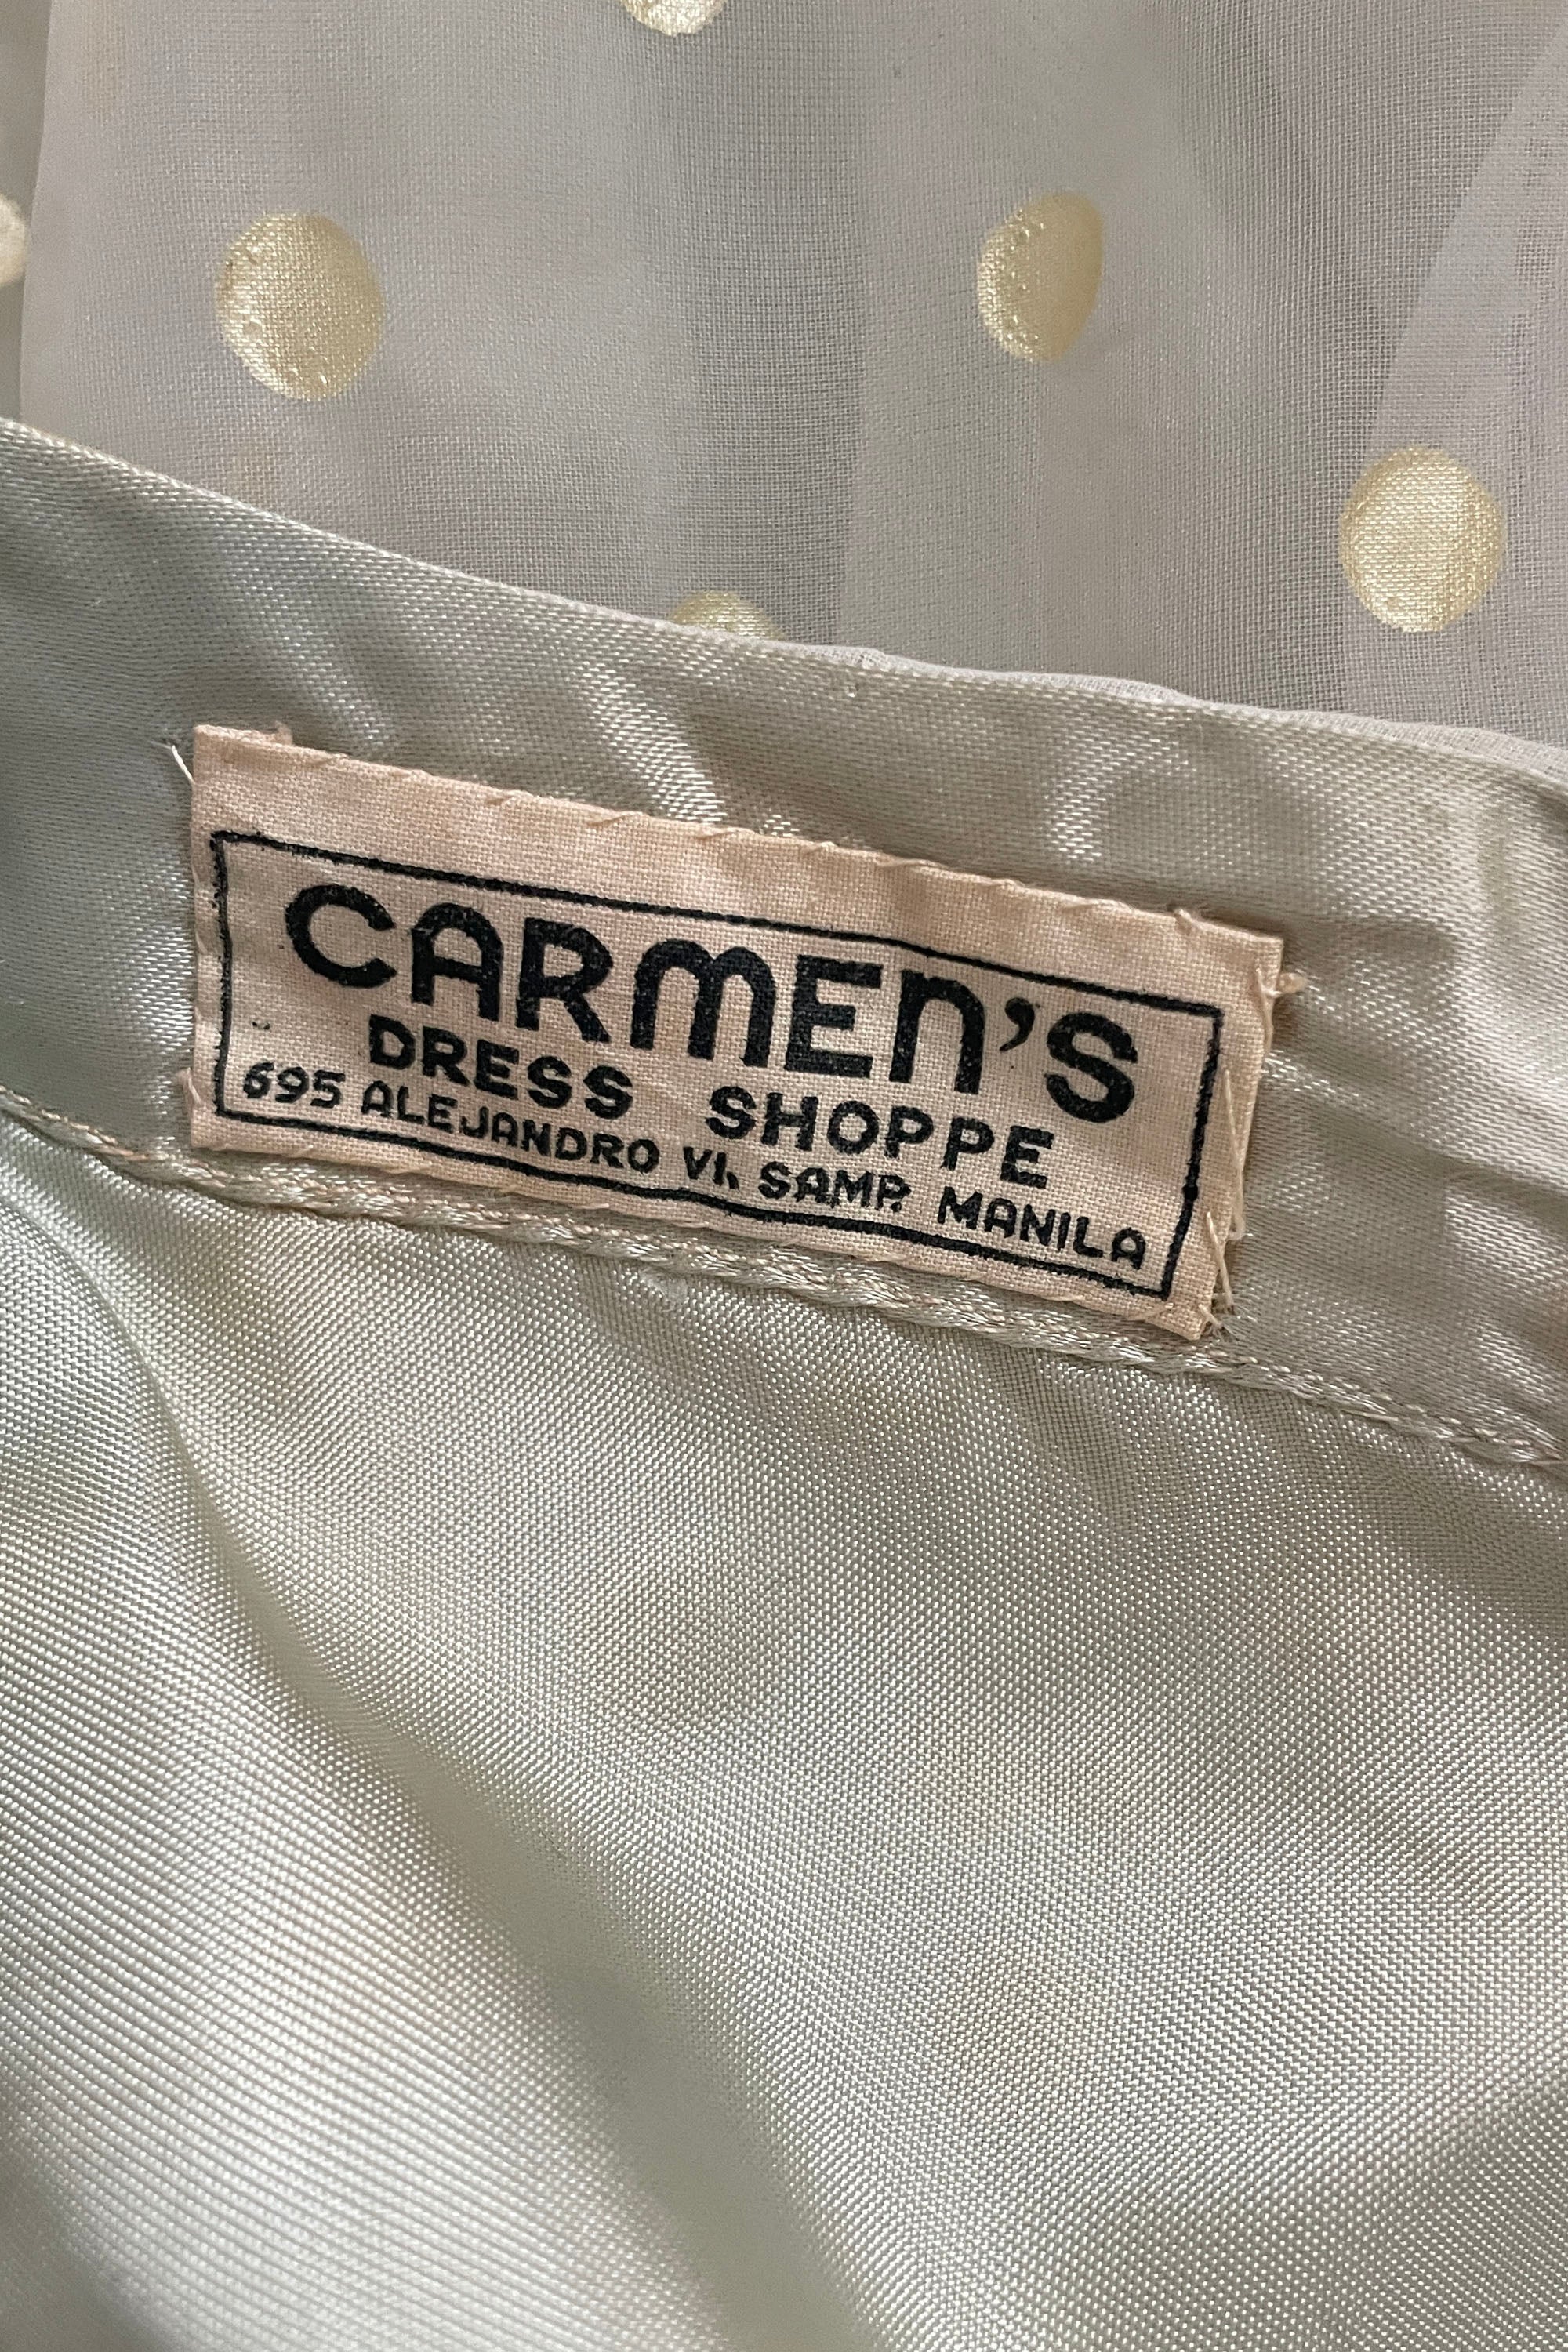 CARMEN'S
DRESS SHOPPE
695 ALEJANDRO VI, SAMP. MANILA